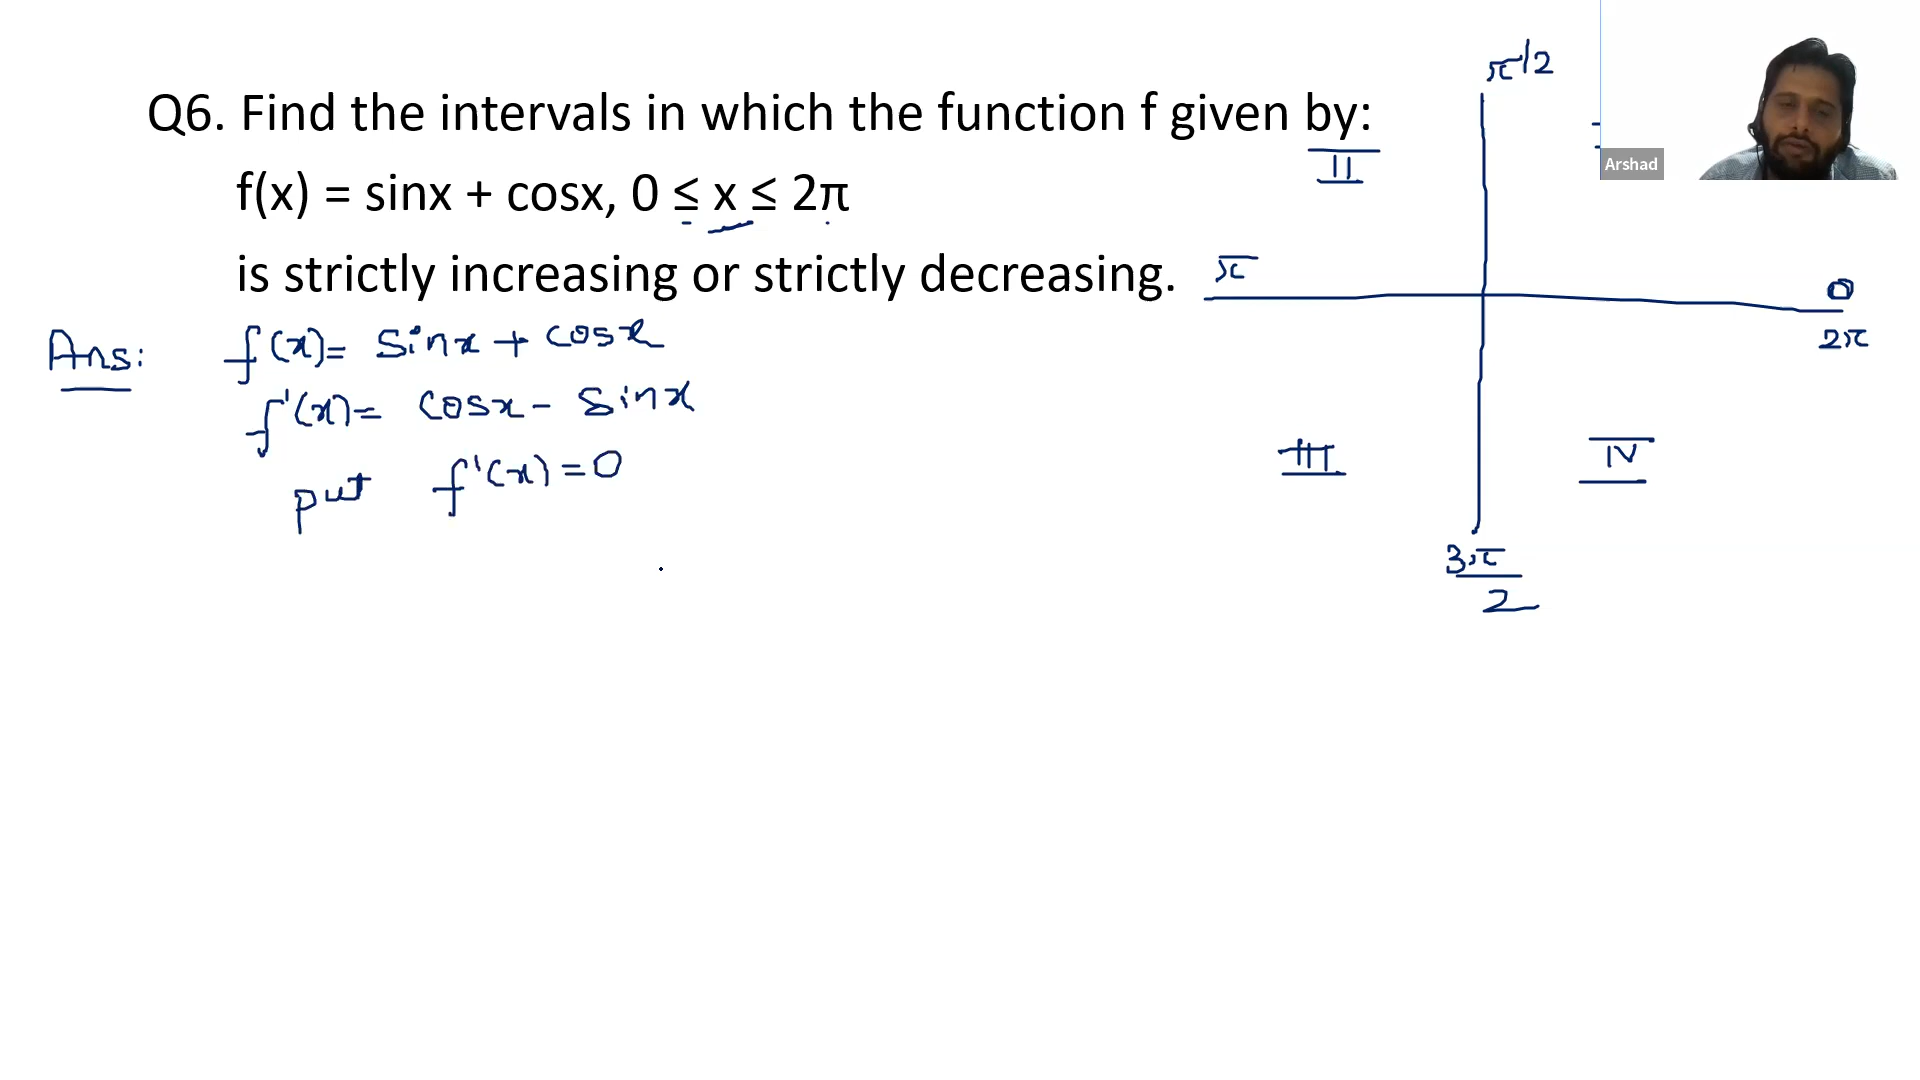 Q6. Find the intervals in which the function f given by:
f(x) = sinx + cosx, 0 ≤ x ≤ 2π
is strictly increasing or strictly decreasing.
Ans: f(x) = sinx + cosx
f'(x) = cosx - sinx
put f'(x) = 0
π/2
II
π
0
2π
III
IV
3π
2
Arshad